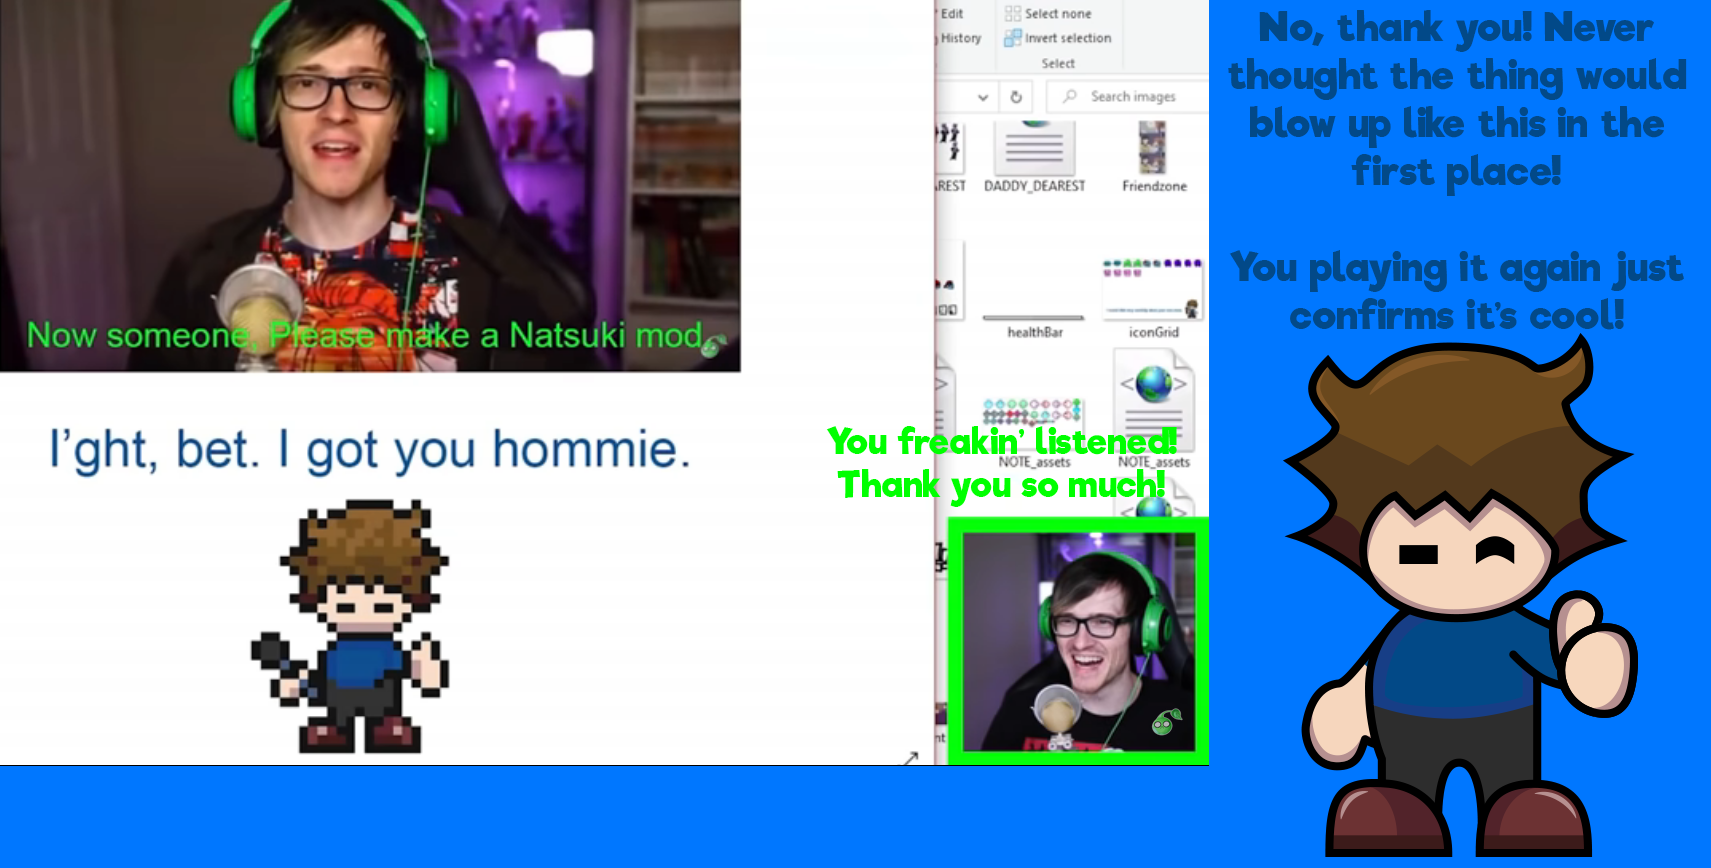 Now someone, Please make a Natsuki mod.
I'ght, bet. I got you hommie.
Edit
History
Select none
Invert selection
Select
Search images
DADDY_DEAREST
Friendzone
healthBar
iconGrid
You freakin' listened!
Thank you so much!
NOTE_assets
NOTE_assets
No, thank you! Never
thought the thing would
blow up like this in the
first place!
You playing it again just
confirms it's cool!